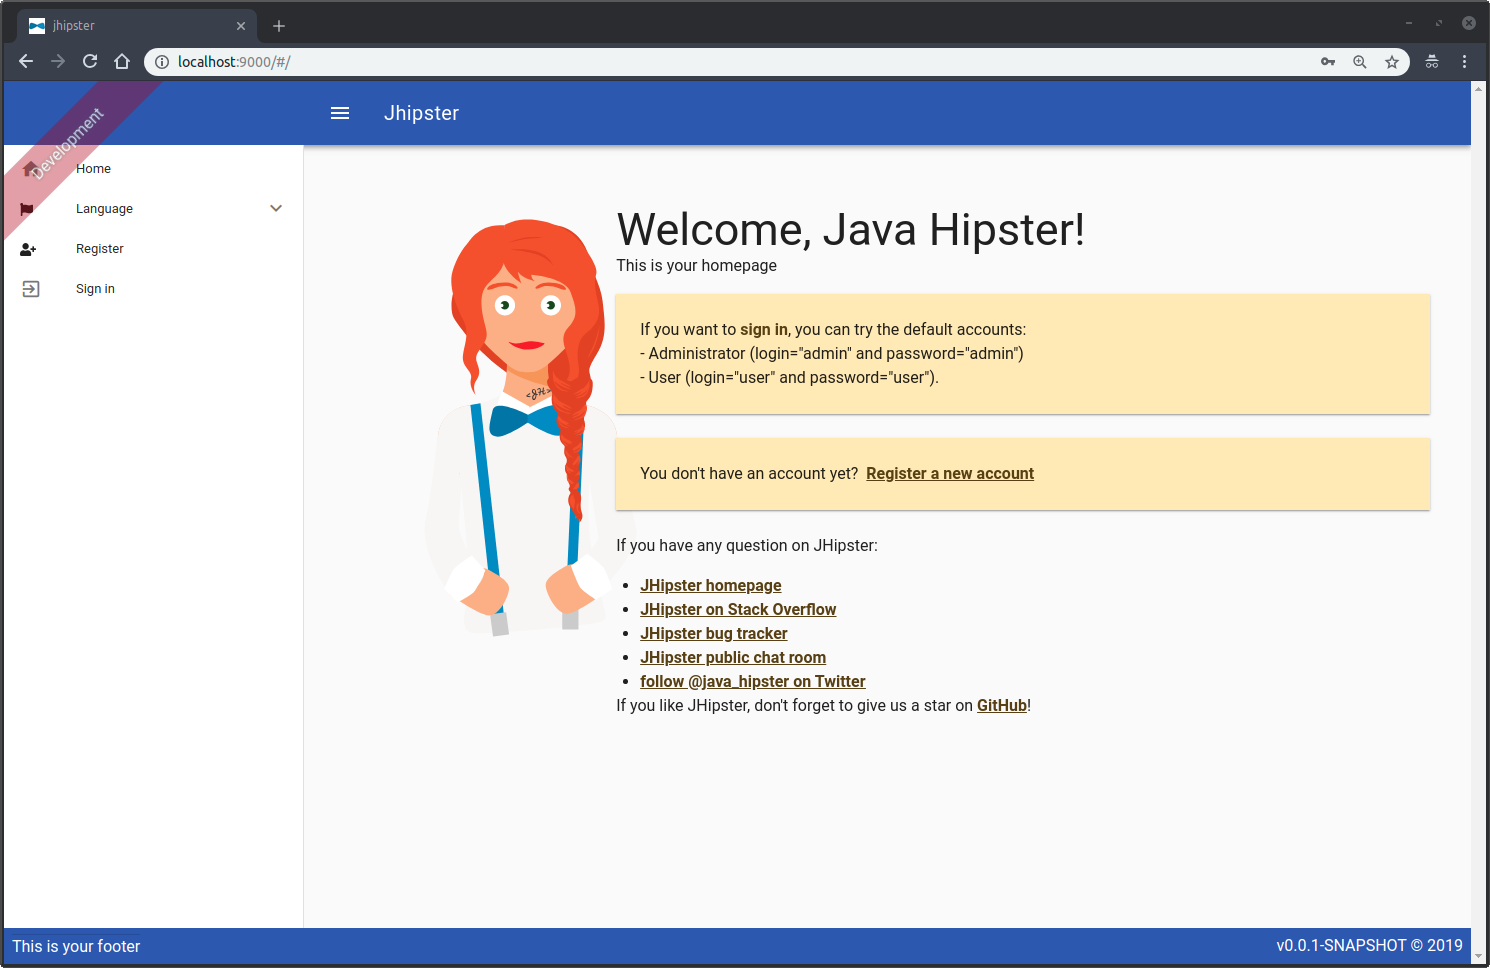 jhipster
localhost:9000/#/
Jhipster
Development
Home
Language
Register
Sign in
Welcome, Java Hipster!
This is your homepage
If you want to sign in, you can try the default accounts:
- Administrator (login="admin" and password="admin")
- User (login="user" and password="user").
<JH>
You don't have an account yet?  Register a new account
If you have any question on JHipster:
• JHipster homepage
• JHipster on Stack Overflow
• JHipster bug tracker
• JHipster public chat room
• follow @java_hipster on Twitter
If you like JHipster, don't forget to give us a star on GitHub!
This is your footer
v0.0.1-SNAPSHOT © 2019